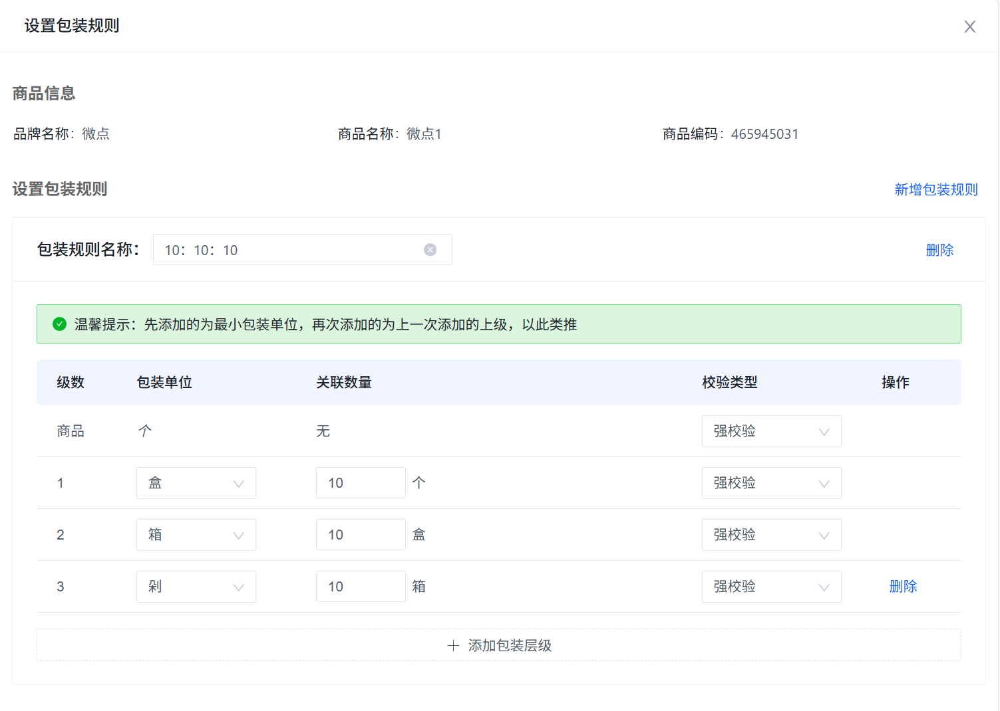 设置包装规则
商品信息
品牌名称：微点 商品名称：微点1 商品编码：465945031
设置包装规则 新增包装规则
包装规则名称： 10：10：10 删除
温馨提示：先添加的为最小包装单位，再次添加的为上一次添加的上级，以此类推
级数 包装单位 关联数量 校验类型 操作
商品 个 无 强校验
1 盒 10 个 强校验
2 箱 10 盒 强校验
3 剁 10 箱 强校验 删除
添加包装层级